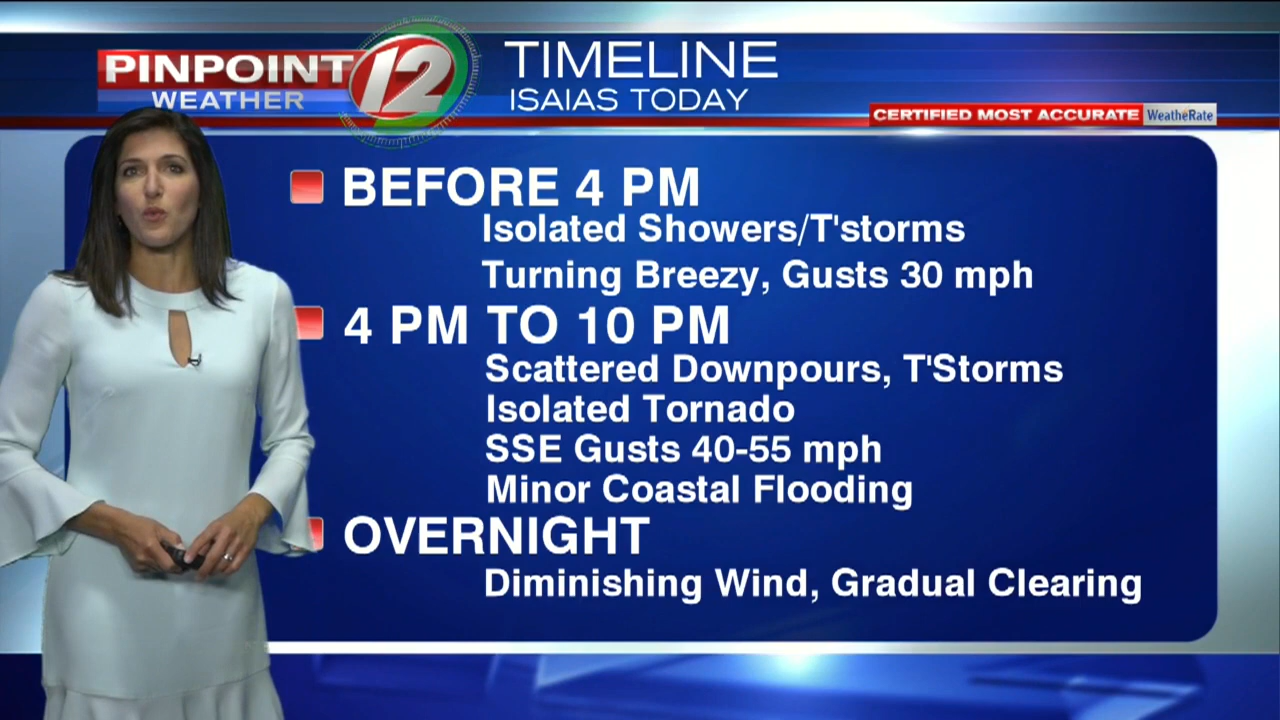 PINPOINT 12
WEATHER
TIMELINE
ISAIAS TODAY
CERTIFIED MOST ACCURATE WeatheRate
BEFORE 4 PM
Isolated Showers/T'storms
Turning Breezy, Gusts 30 mph
4 PM TO 10 PM
Scattered Downpours, T'Storms
Isolated Tornado
SSE Gusts 40-55 mph
Minor Coastal Flooding
OVERNIGHT
Diminishing Wind, Gradual Clearing